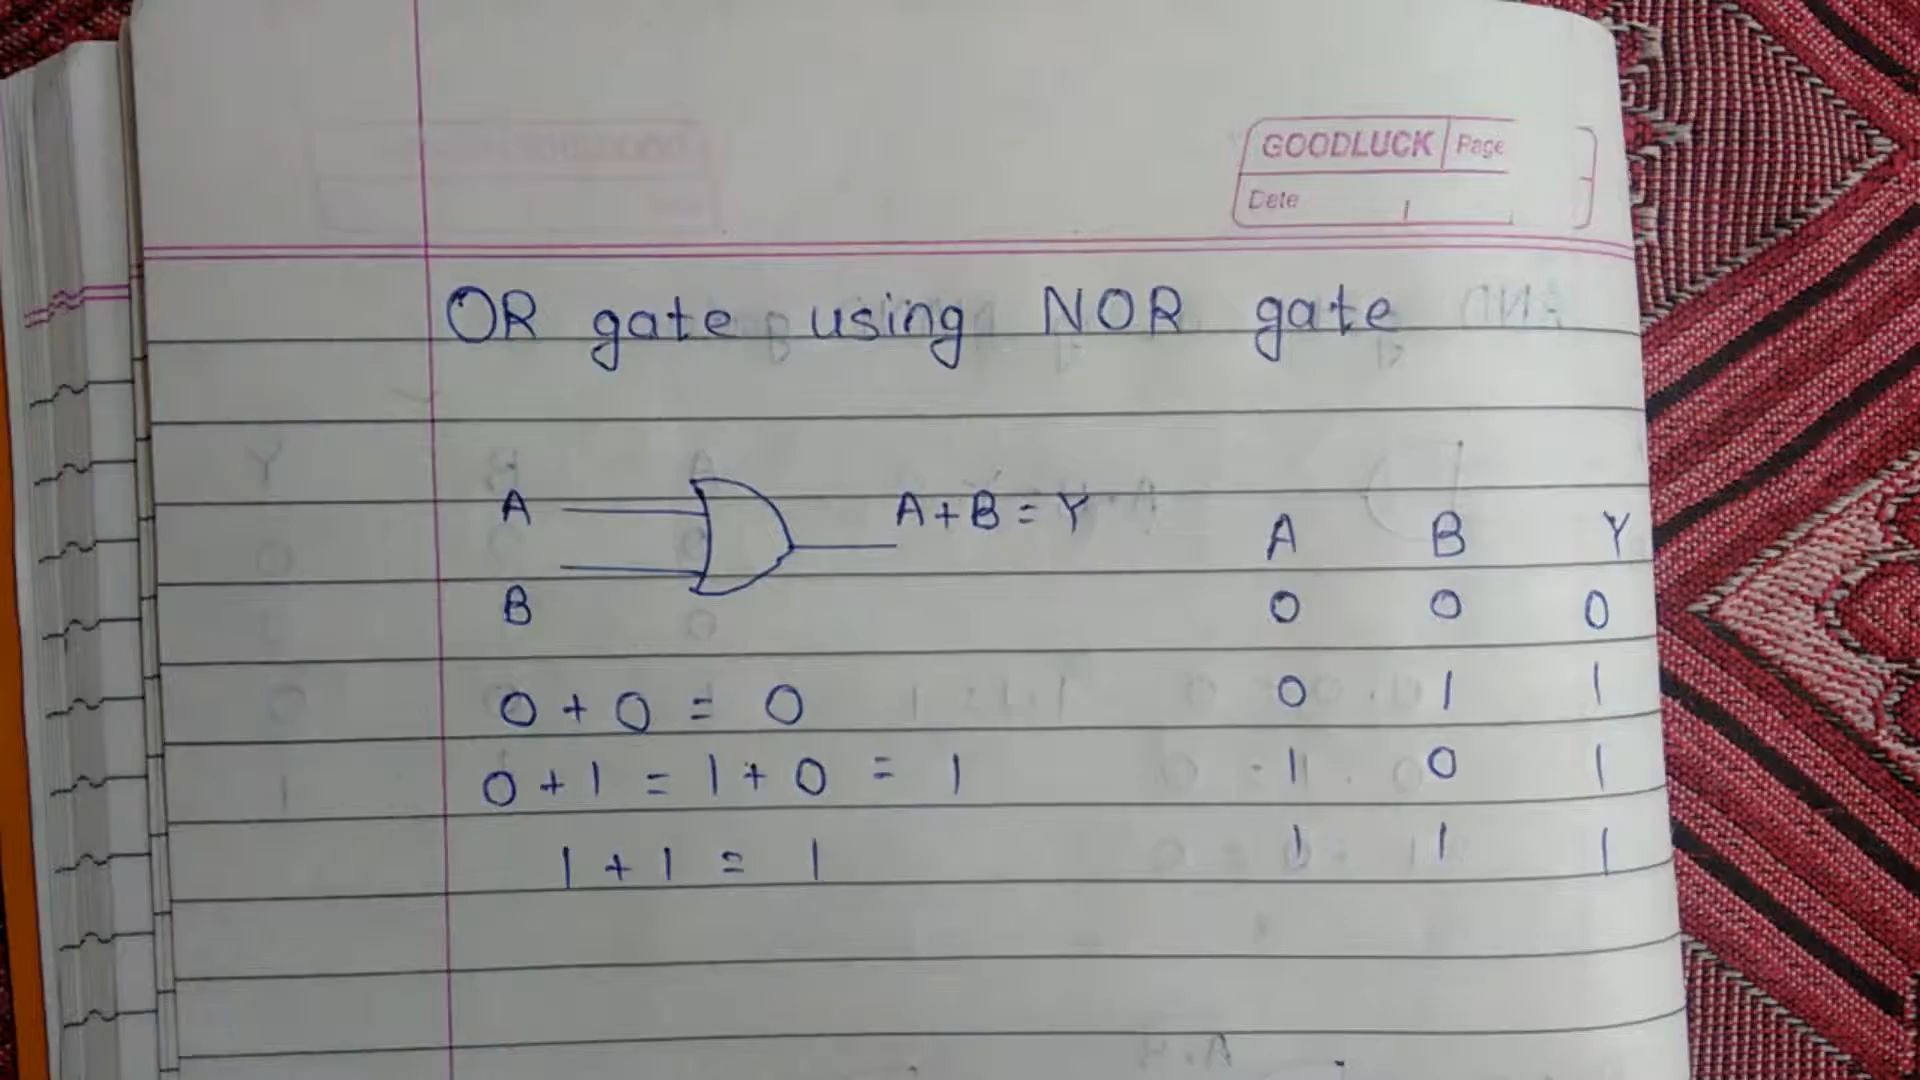 GOODLUCK Page
Date
OR gate using NOR gate
A A+B=Y
B
A B Y
0 0 0
0 1 1
1 0 1
1 1 1
0 + 0 = 0
0 + 1 = 1 + 0 = 1
1 + 1 = 1